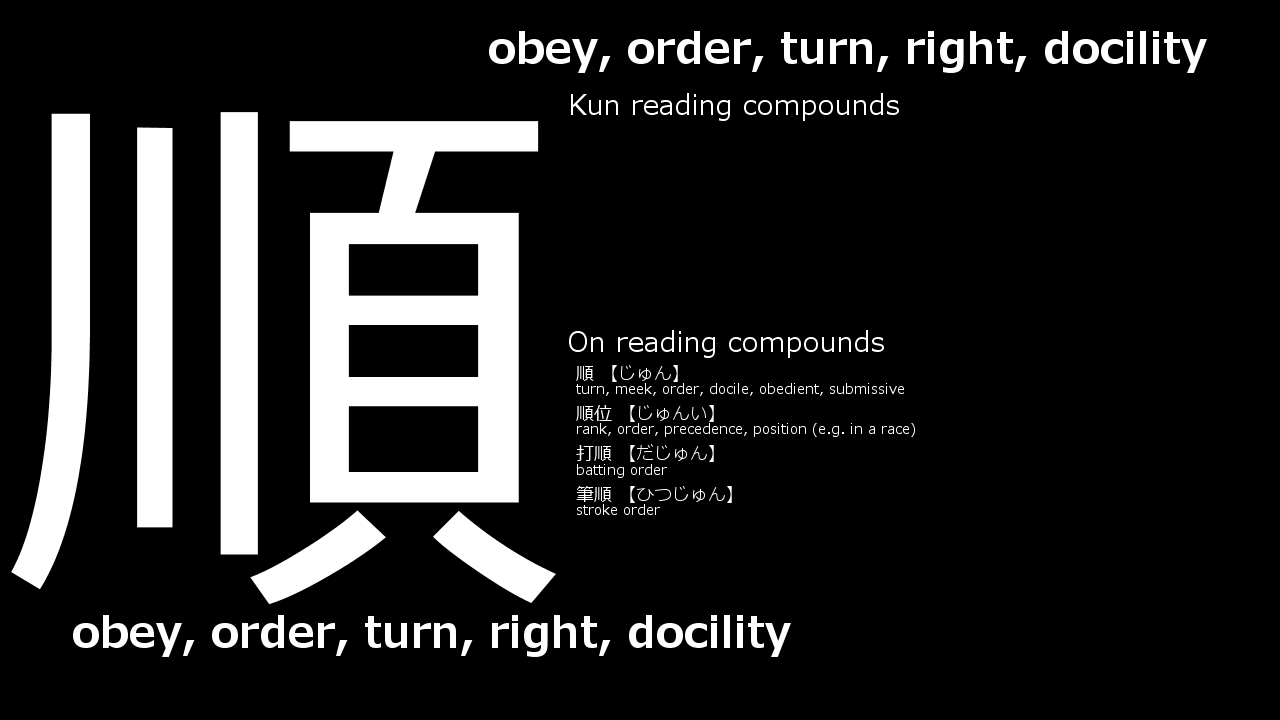 obey, order, turn, right, docility
Kun reading compounds
順
On reading compounds
順 【じゅん】
turn, meek, order, docile, obedient, submissive
順位 【じゅんい】
rank, order, precedence, position (e.g. in a race)
打順 【だじゅん】
batting order
筆順 【ひつじゅん】
stroke order
obey, order, turn, right, docility